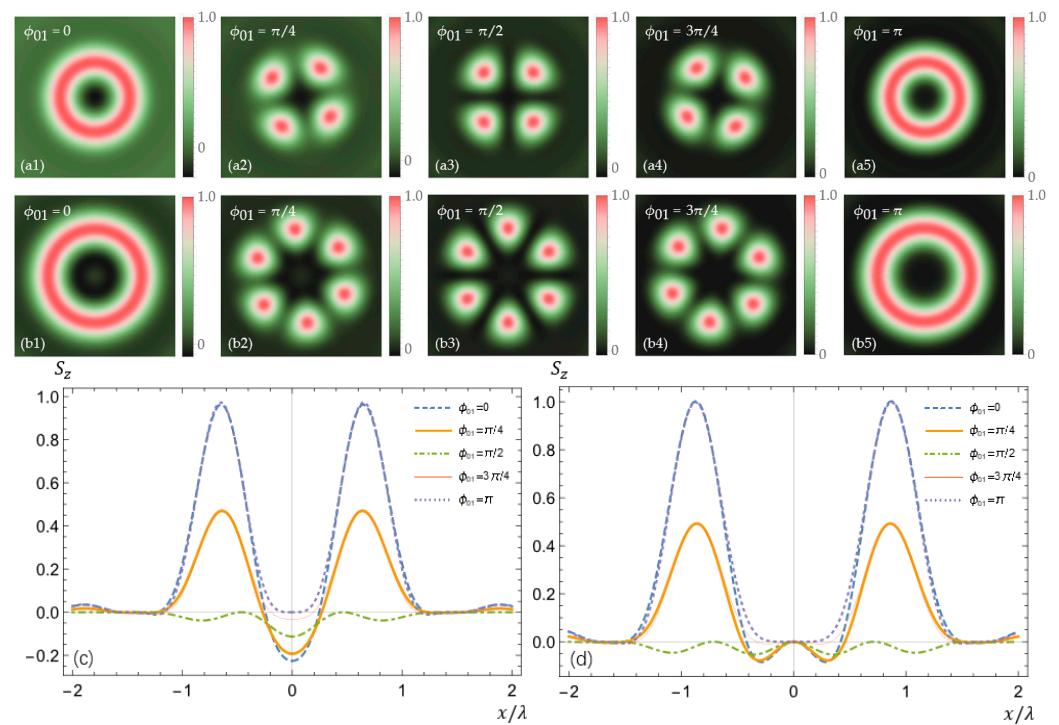 ϕ01 = 0 1.0 ϕ01 = π/4 1.0 ϕ01 = π/2 1.0 ϕ01 = 3π/4 1.0 ϕ01 = π 1.0
(a1) 0 (a2) 0 (a3) 0 (a4) 0 (a5) 0
ϕ01 = 0 1.0 ϕ01 = π/4 1.0 ϕ01 = π/2 1.0 ϕ01 = 3π/4 1.0 ϕ01 = π 1.0
(b1) 0 (b2) 0 (b3) 0 (b4) 0 (b5) 0
Sz
1.0
0.8
0.6
0.4
0.2
0.0
−0.2
ϕ01=0
ϕ01=π/4
ϕ01=π/2
ϕ01=3π/4
ϕ01=π
(c)
−2 −1 0 1 2
x/λ
Sz
1.0
0.8
0.6
0.4
0.2
0.0
ϕ01=0
ϕ01=π/4
ϕ01=π/2
ϕ01=3π/4
ϕ01=π
(d)
−2 −1 0 1 2
x/λ